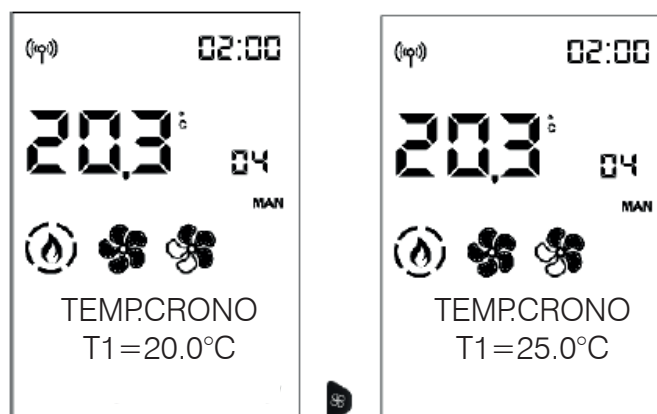 02:00
20.3 °C
04
MAN
TEMP.CRONO
T1=20.0°C
02:00
20.3 °C
04
MAN
TEMP.CRONO
T1=25.0°C